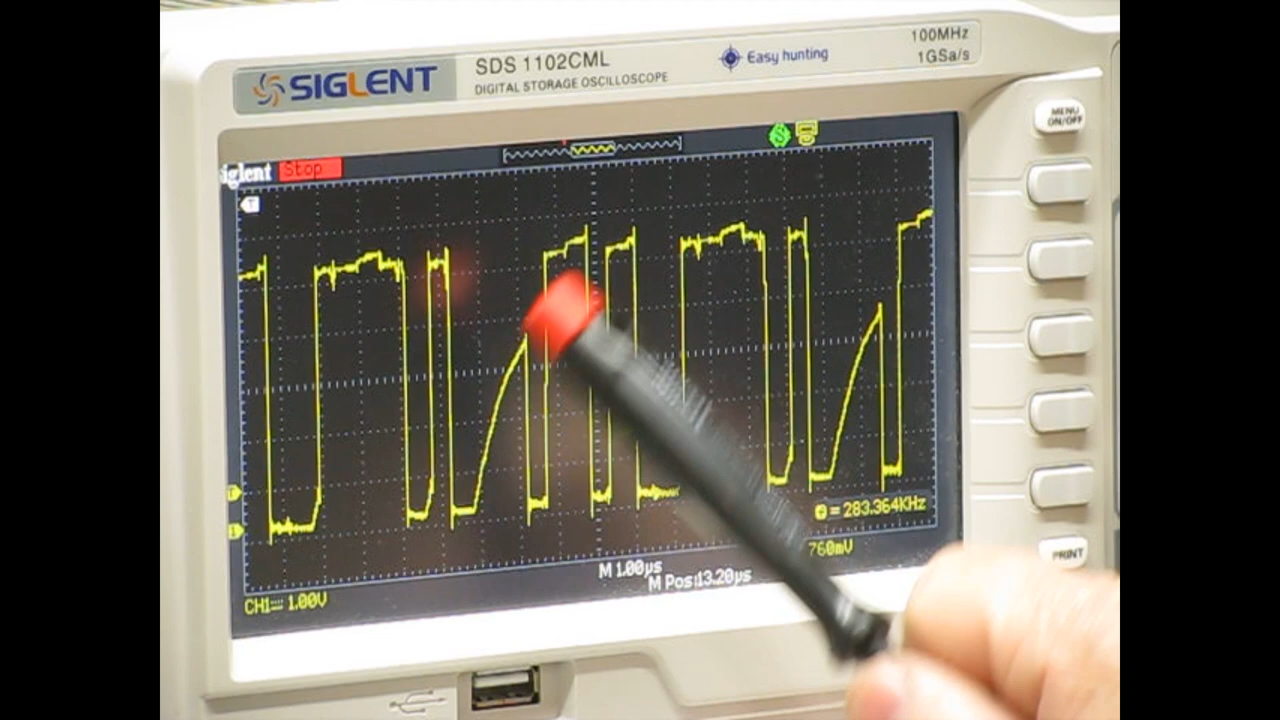 SIGLENT
SDS 1102CML
DIGITAL STORAGE OSCILLOSCOPE
Easy hunting
100MHz
1GSa/s
MENU
ON/OFF
iglent Stop
T
= 283.364KHz
760mV
M 1.00µs
M Pos:13.20µs
CH1 1.00V
PRINT